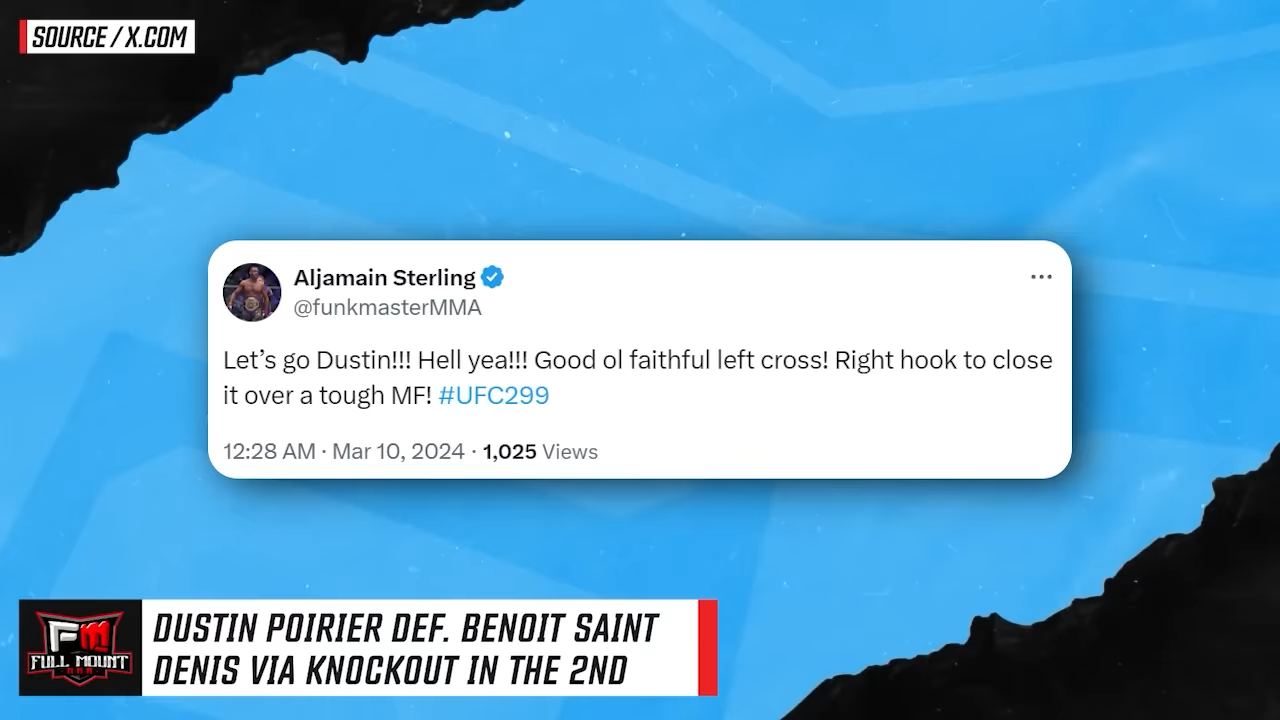 SOURCE / X.COM
Aljamain Sterling
@funkmasterMMA
Let’s go Dustin!!! Hell yea!!! Good ol faithful left cross! Right hook to close
it over a tough MF! #UFC299
12:28 AM · Mar 10, 2024 · 1,025 Views
FM
FULL MOUNT
DUSTIN POIRIER DEF. BENOIT SAINT
DENIS VIA KNOCKOUT IN THE 2ND